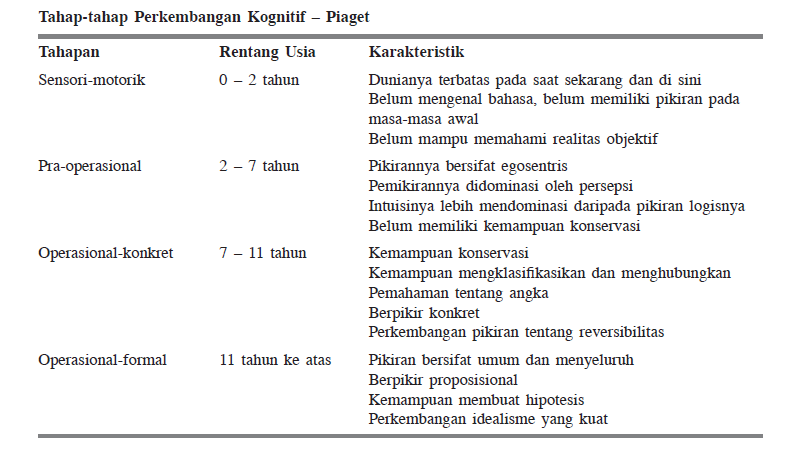 Tahap-tahap Perkembangan Kognitif – Piaget
Tahapan Rentang Usia Karakteristik
Sensori-motorik 0 – 2 tahun Dunianya terbatas pada saat sekarang dan di sini
Belum mengenal bahasa, belum memiliki pikiran pada
masa-masa awal
Belum mampu memahami realitas objektif
Pra-operasional 2 – 7 tahun Pikirannya bersifat egosentris
Pemikirannya didominasi oleh persepsi
Intuisinya lebih mendominasi daripada pikiran logisnya
Belum memiliki kemampuan konservasi
Operasional-konkret 7 – 11 tahun Kemampuan konservasi
Kemampuan mengklasifikasikan dan menghubungkan
Pemahaman tentang angka
Berpikir konkret
Perkembangan pikiran tentang reversibilitas
Operasional-formal 11 tahun ke atas Pikiran bersifat umum dan menyeluruh
Berpikir proposisional
Kemampuan membuat hipotesis
Perkembangan idealisme yang kuat